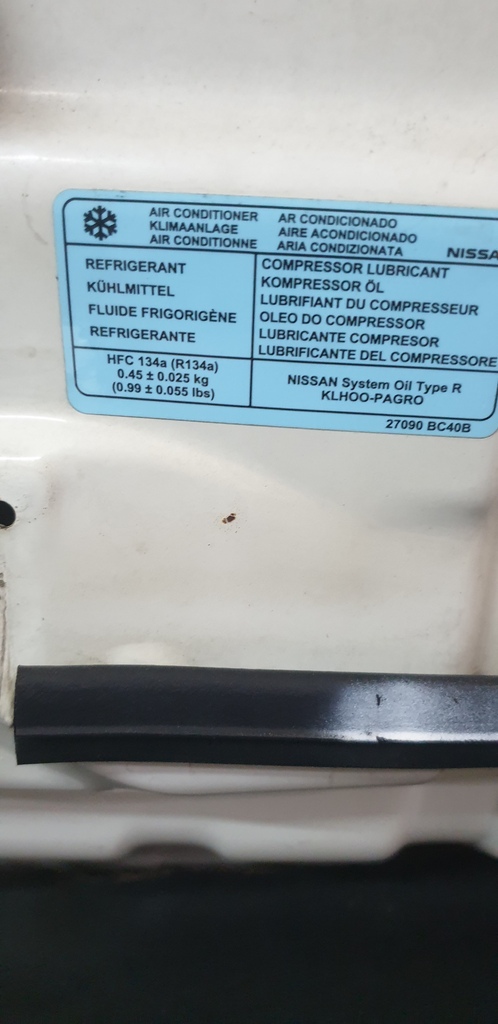 AIR CONDITIONER
KLIMAANLAGE
AIR CONDITIONNE
AR CONDICIONADO
AIRE ACONDICIONADO
ARIA CONDIZIONATA
NISSA
REFRIGERANT
KÜHLMITTEL
FLUIDE FRIGORIGÈNE
REFRIGERANTE
COMPRESSOR LUBRICANT
KOMPRESSOR ÖL
LUBRIFIANT DU COMPRESSEUR
OLEO DO COMPRESSOR
LUBRICANTE COMPRESOR
LUBRIFICANTE DEL COMPRESSORE
HFC 134a (R134a)
0.45 ± 0.025 kg
(0.99 ± 0.055 lbs)
NISSAN System Oil Type R
KLHOO-PAGRO
27090 BC40B